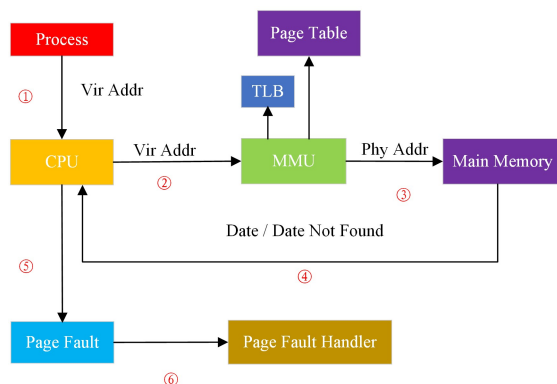 Process
Page Table
①
Vir Addr
TLB
CPU
Vir Addr
②
MMU
Phy Addr
③
Main Memory
Date / Date Not Found
④
⑤
Page Fault
Page Fault Handler
⑥